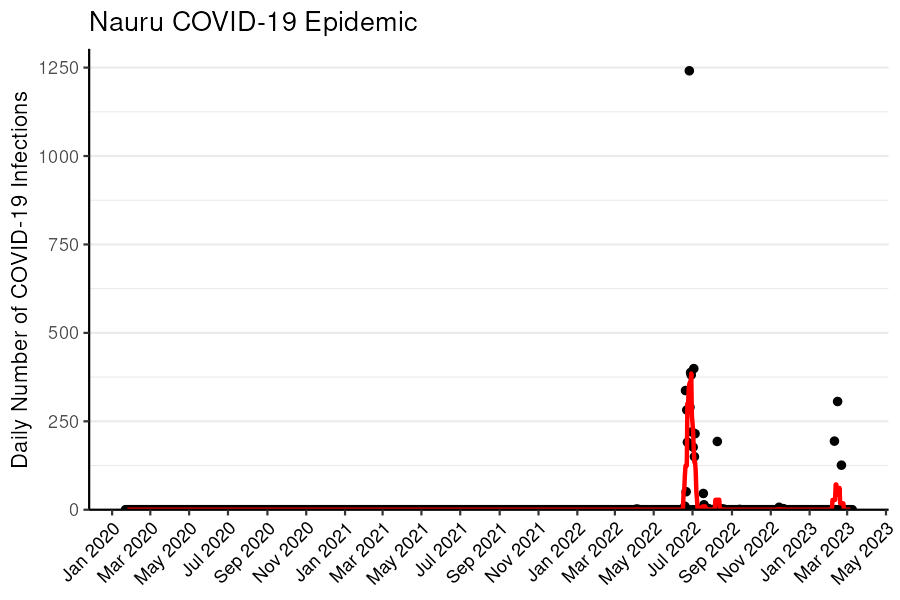 Nauru COVID-19 Epidemic
Daily Number of COVID-19 Infections
1250
1000
750
500
250
0
Jan 2020
Mar 2020
May 2020
Jul 2020
Sep 2020
Nov 2020
Jan 2021
Mar 2021
May 2021
Jul 2021
Sep 2021
Nov 2021
Jan 2022
Mar 2022
May 2022
Jul 2022
Sep 2022
Nov 2022
Jan 2023
Mar 2023
May 2023